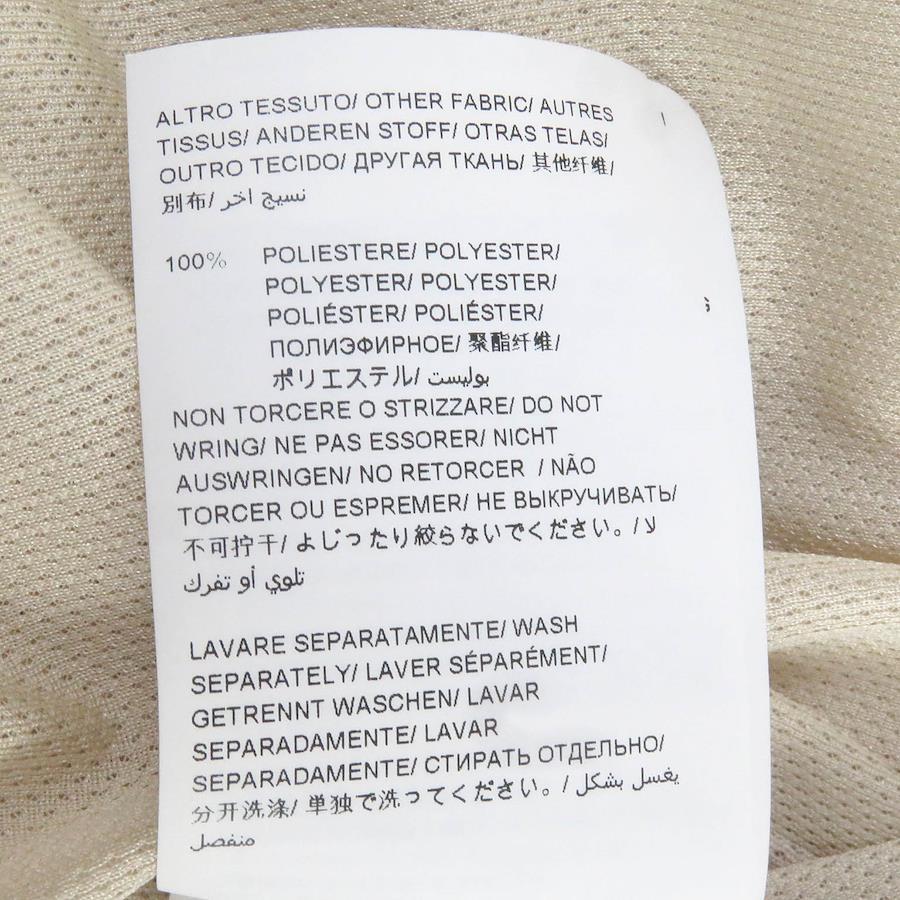 ALTRO TESSUTO/ OTHER FABRIC/ AUTRES
TISSUS/ ANDEREN STOFF/ OTRAS TELAS/
OUTRO TECIDO/ ДРУГАЯ ТКАНЬ/ 其他纤维/
別布/ نسيج اخر
100% POLIESTERE/ POLYESTER/
POLYESTER/ POLYESTER/
POLIÉSTER/ POLIÉSTER/
ПОЛИЭФИРНОЕ/ 聚酯纤维/
ポリエステル/ بوليست
NON TORCERE O STRIZZARE/ DO NOT
WRING/ NE PAS ESSORER/ NICHT
AUSWRINGEN/ NO RETORCER / NÃO
TORCER OU ESPREMER/ НЕ ВЫКРУЧИВАТЬ/
不可拧干/ よじったり絞らないでください。/ لا
تلوي أو تفرك
LAVARE SEPARATAMENTE/ WASH
SEPARATELY/ LAVER SÉPARÉMENT/
GETRENNT WASCHEN/ LAVAR
SEPARADAMENTE/ LAVAR
SEPARADAMENTE/ СТИРАТЬ ОТДЕЛЬНО/
分开洗涤/ 単独で洗ってください。/ يغسل بشكل
منفصل